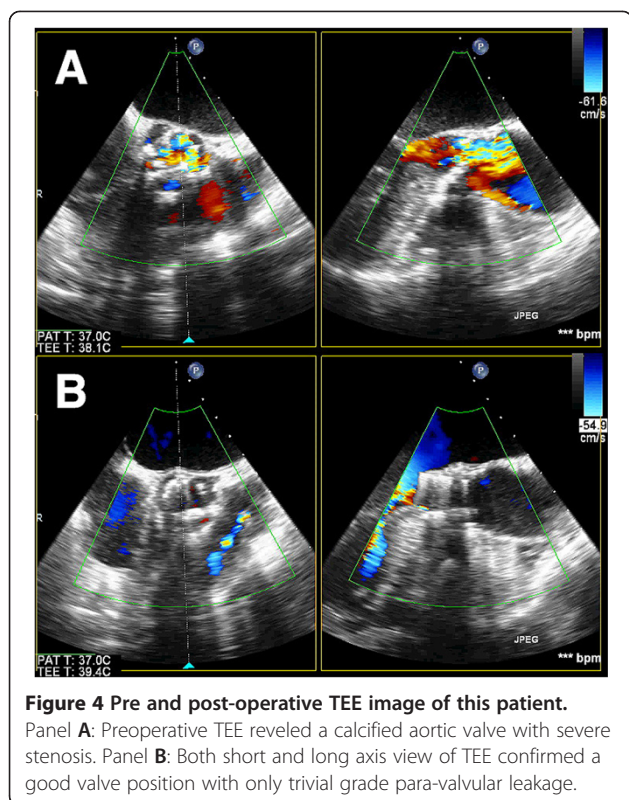 A
P
R
-61.6
cm/s
JPEG
*** bpm
PAT T: 37.0C
TEE T: 38.1C
B
P
R
-54.9
cm/s
JPEG
*** bpm
PAT T: 37.0C
TEE T: 39.4C
Figure 4 Pre and post-operative TEE image of this patient.
Panel A: Preoperative TEE reveled a calcified aortic valve with severe
stenosis. Panel B: Both short and long axis view of TEE confirmed a
good valve position with only trivial grade para-valvular leakage.